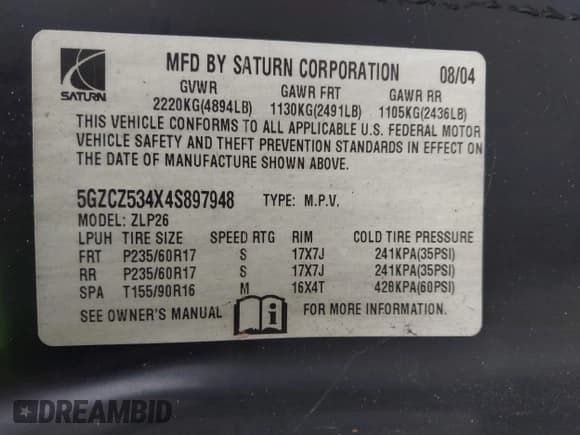 MFD BY SATURN CORPORATION 08/04
SATURN
GVWR GAWR FRT GAWR RR
2220KG(4894LB) 1130KG(2491LB) 1105KG(2436LB)
THIS VEHICLE CONFORMS TO ALL APPLICABLE U.S. FEDERAL MOTOR
VEHICLE SAFETY AND THEFT PREVENTION STANDARDS IN EFFECT ON
THE DATE OF MANUFACTURE SHOWN ABOVE.
5GZCZ534X4S897948 TYPE: M.P.V.
MODEL: ZLP26
LPUH TIRE SIZE SPEED RTG RIM COLD TIRE PRESSURE
FRT P235/60R17 S 17X7J 241KPA(35PSI)
RR P235/60R17 S 17X7J 241KPA(35PSI)
SPA T155/90R16 M 16X4T 428KPA(60PSI)
SEE OWNER'S MANUAL i FOR MORE INFORMATION.
DREAMBID